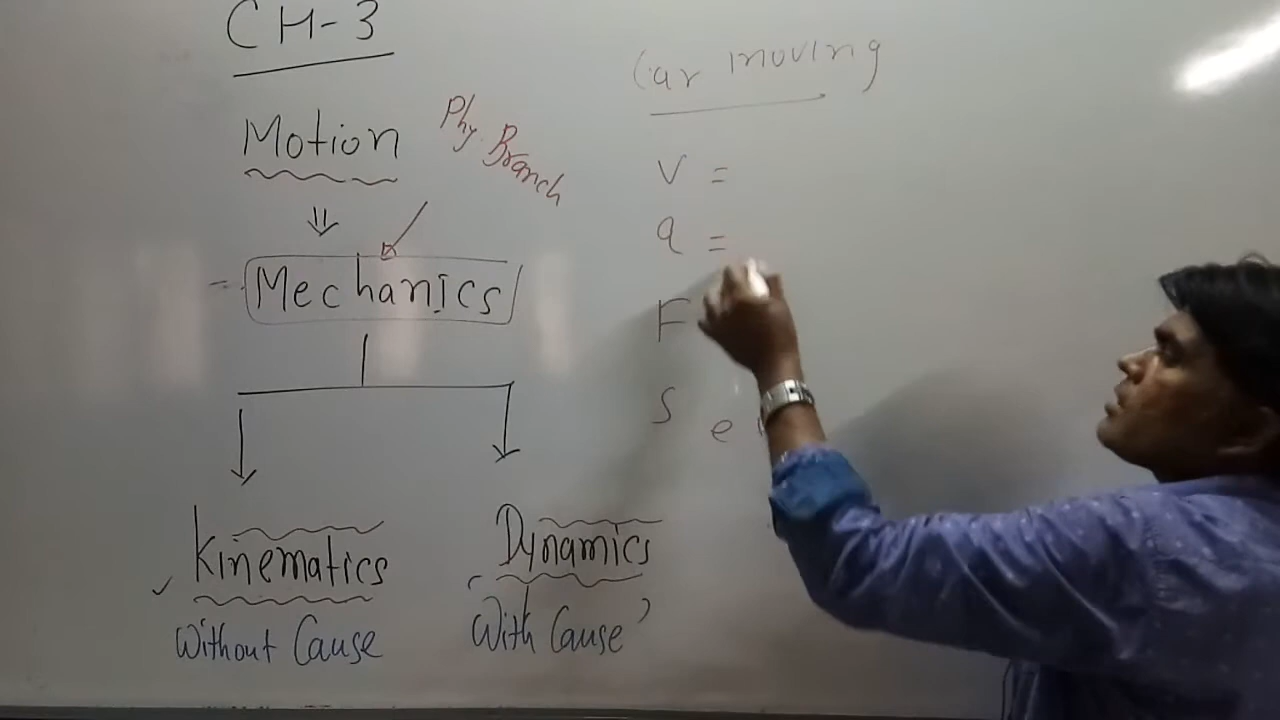 CH-3
Motion
Phy. Branch
Mechanics
Kinematics
Without Cause
Dynamics
With Cause
Car moving
V =
a =
F
S